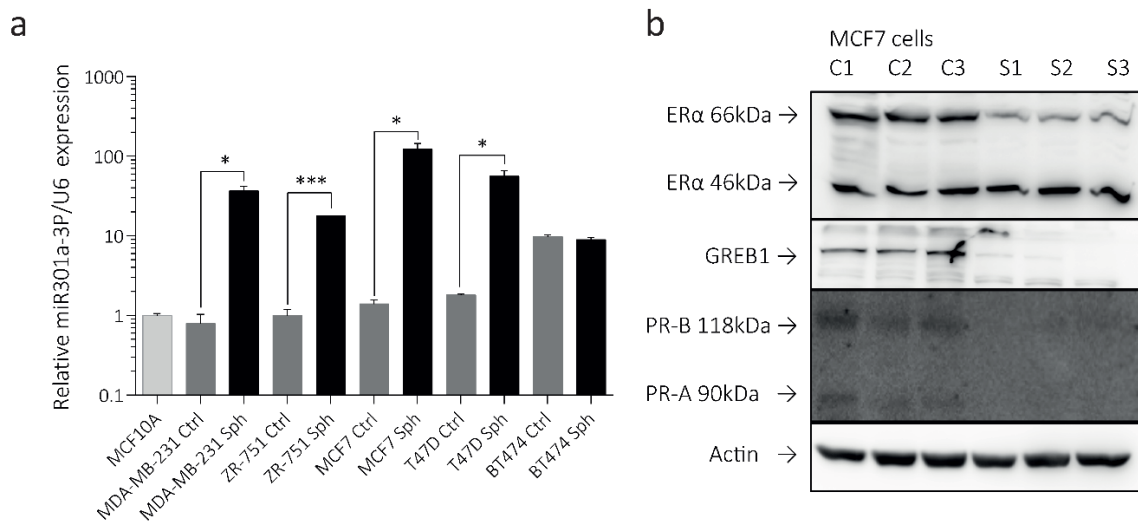 a
Relative miR301a-3P/U6 expression
1000
100
10
1
0.1
*
***
*
*
MCF10A
MDA-MB-231 Ctrl
MDA-MB-231 Sph
ZR-751 Ctrl
ZR-751 Sph
MCF7 Ctrl
MCF7 Sph
T47D Ctrl
T47D Sph
BT474 Ctrl
BT474 Sph
b
MCF7 cells
C1 C2 C3 S1 S2 S3
ERα 66kDa →
ERα 46kDa →
GREB1 →
PR-B 118kDa →
PR-A 90kDa →
Actin →